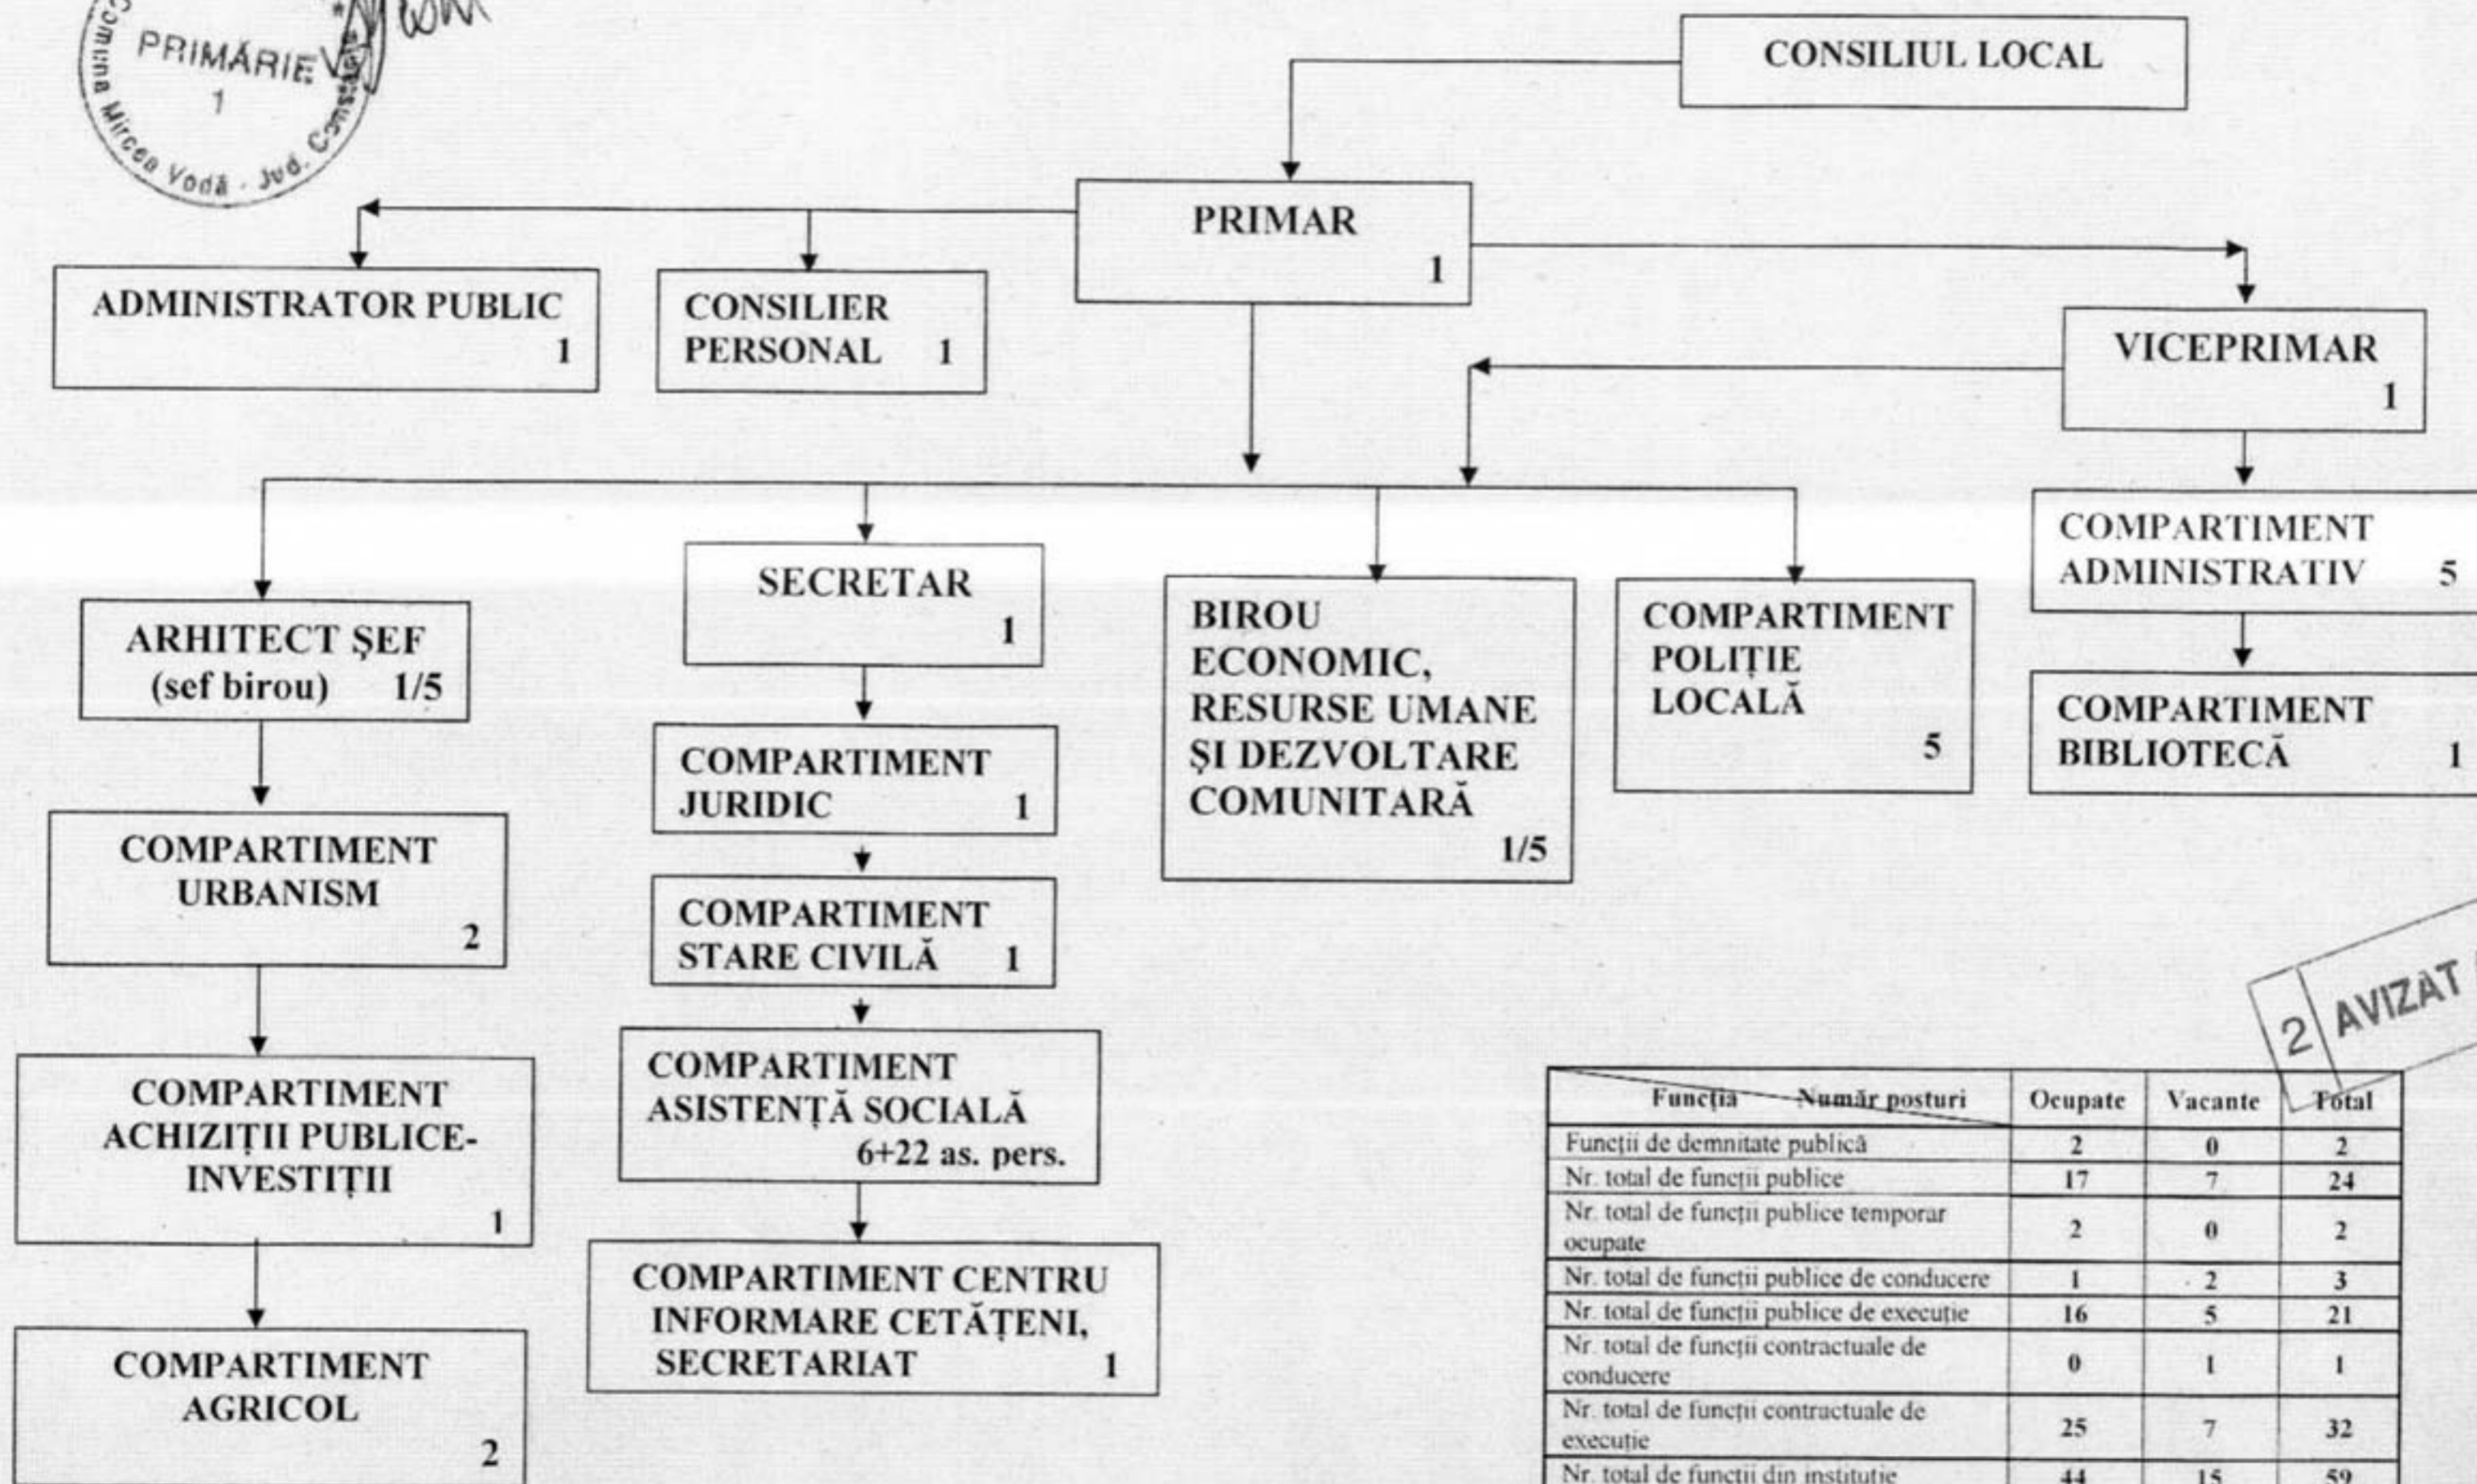 PRIMĂRIE
1
Comuna Mircea Vodă - Jud. Constanța
CONSILIUL LOCAL
PRIMAR
1
ADMINISTRATOR PUBLIC
1
CONSILIER
PERSONAL 1
VICEPRIMAR
1
ARHITECT ȘEF
(sef birou) 1/5
SECRETAR
1
BIROU
ECONOMIC,
RESURSE UMANE
ȘI DEZVOLTARE
COMUNITARĂ
1/5
COMPARTIMENT
POLIȚIE
LOCALĂ
5
COMPARTIMENT
ADMINISTRATIV 5
COMPARTIMENT
BIBLIOTECĂ 1
COMPARTIMENT
URBANISM
2
COMPARTIMENT
JURIDIC 1
COMPARTIMENT
STARE CIVILĂ 1
COMPARTIMENT
ACHIZIȚII PUBLICE-
INVESTIȚII
1
COMPARTIMENT
ASISTENȚĂ SOCIALĂ
6+22 as. pers.
COMPARTIMENT
AGRICOL
2
COMPARTIMENT CENTRU
INFORMARE CETĂȚENI,
SECRETARIAT 1
2 AVIZAT
Funcția Număr posturi Ocupate Vacante Total
Funcții de demnitate publică 2 0 2
Nr. total de funcții publice 17 7 24
Nr. total de funcții publice temporar
ocupate 2 0 2
Nr. total de funcții publice de conducere 1 2 3
Nr. total de funcții publice de execuție 16 5 21
Nr. total de funcții contractuale de
conducere 0 1 1
Nr. total de funcții contractuale de
execuție 25 7 32
Nr. total de funcții din instituție 44 15 59